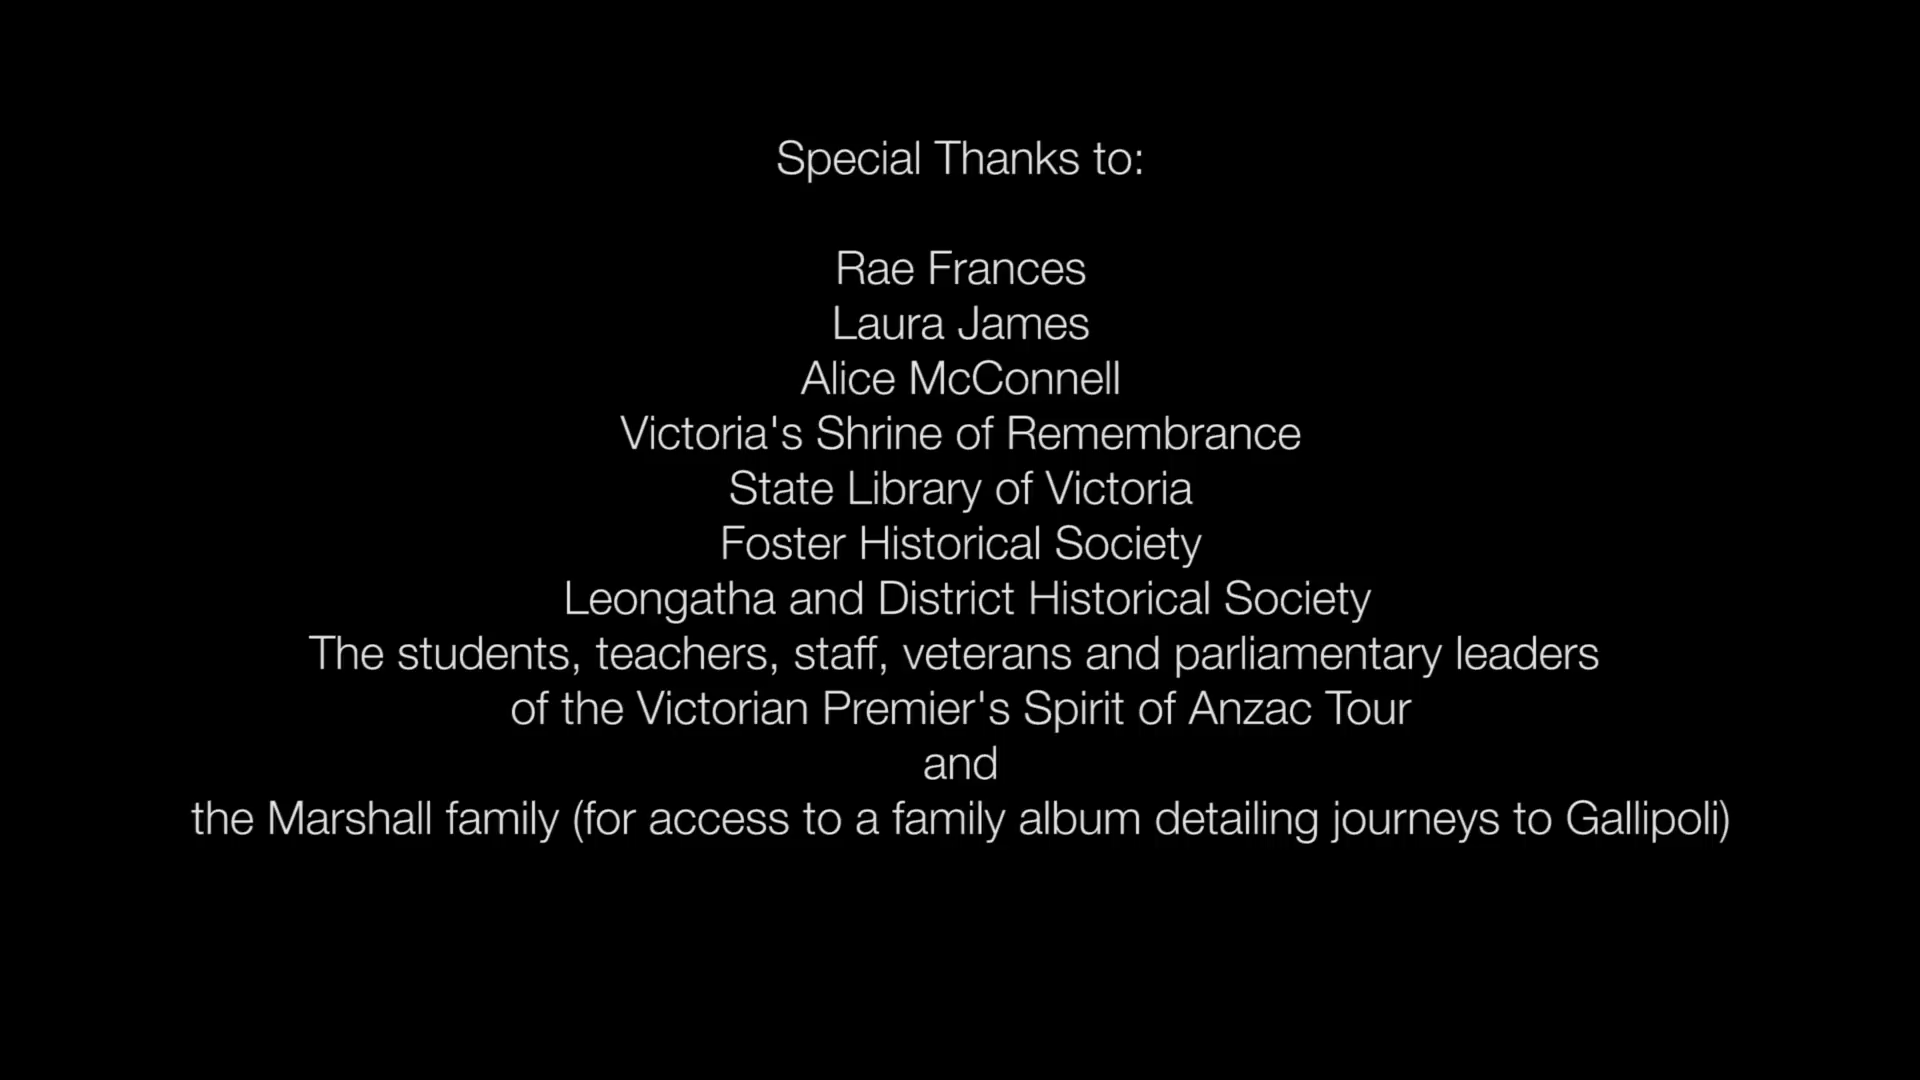 Special Thanks to:
Rae Frances
Laura James
Alice McConnell
Victoria's Shrine of Remembrance
State Library of Victoria
Foster Historical Society
Leongatha and District Historical Society
The students, teachers, staff, veterans and parliamentary leaders
of the Victorian Premier's Spirit of Anzac Tour
and
the Marshall family (for access to a family album detailing journeys to Gallipoli)